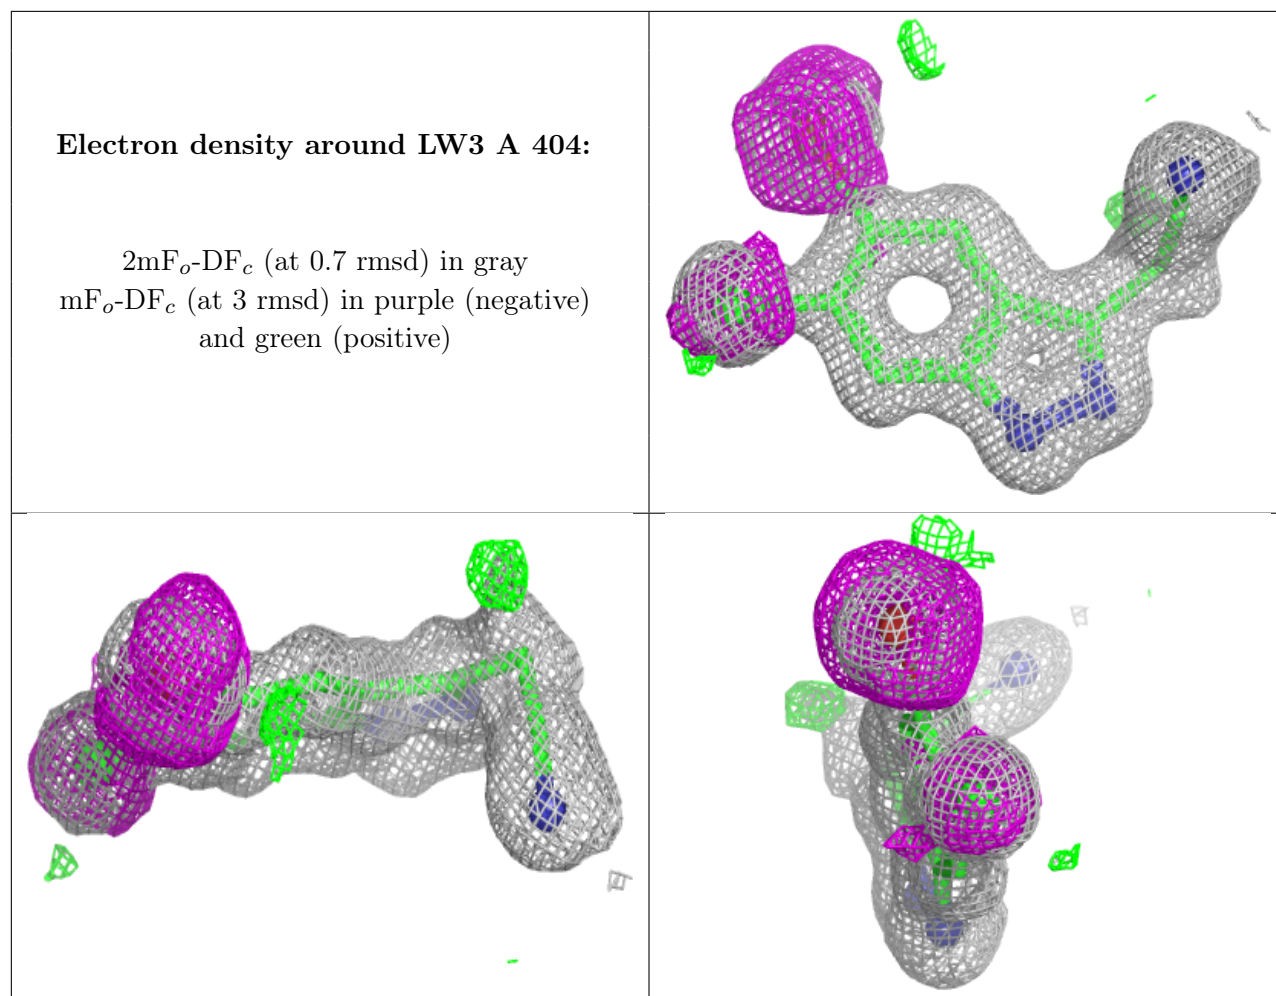 Electron density around LW3 A 404:
2mFo-DFc (at 0.7 rmsd) in gray
mFo-DFc (at 3 rmsd) in purple (negative)
and green (positive)